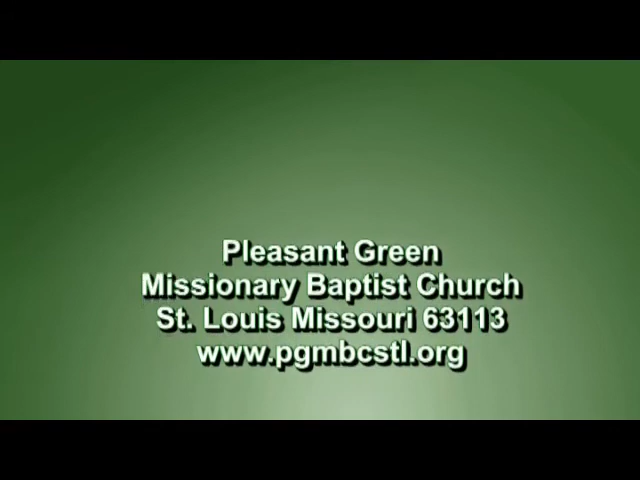 Pleasant Green
Missionary Baptist Church
St. Louis Missouri 63113
www.pgmbcstl.org